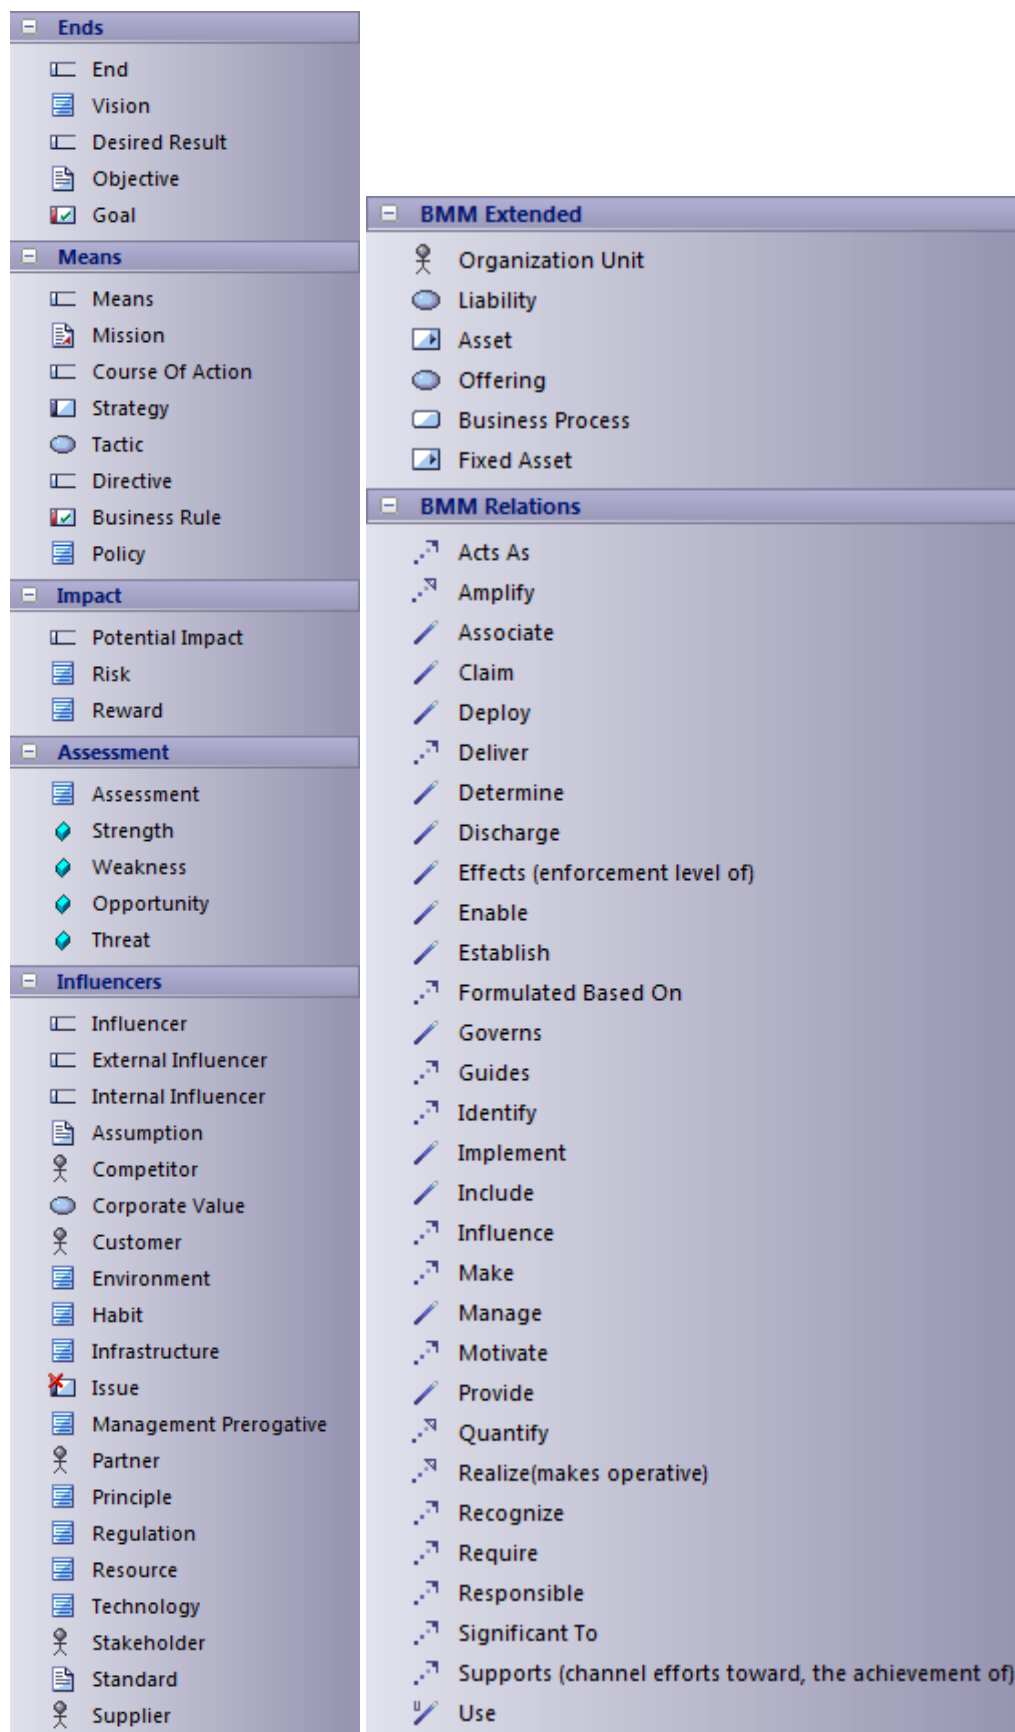 Ends
End
Vision
Desired Result
Objective
Goal
Means
Means
Mission
Course Of Action
Strategy
Tactic
Directive
Business Rule
Policy
Impact
Potential Impact
Risk
Reward
Assessment
Assessment
Strength
Weakness
Opportunity
Threat
Influencers
Influencer
External Influencer
Internal Influencer
Assumption
Competitor
Corporate Value
Customer
Environment
Habit
Infrastructure
Issue
Management Prerogative
Partner
Principle
Regulation
Resource
Technology
Stakeholder
Standard
Supplier
BMM Extended
Organization Unit
Liability
Asset
Offering
Business Process
Fixed Asset
BMM Relations
Acts As
Amplify
Associate
Claim
Deploy
Deliver
Determine
Discharge
Effects (enforcement level of)
Enable
Establish
Formulated Based On
Governs
Guides
Identify
Implement
Include
Influence
Make
Manage
Motivate
Provide
Quantify
Realize(makes operative)
Recognize
Require
Responsible
Significant To
Supports (channel efforts toward, the achievement of)
U Use